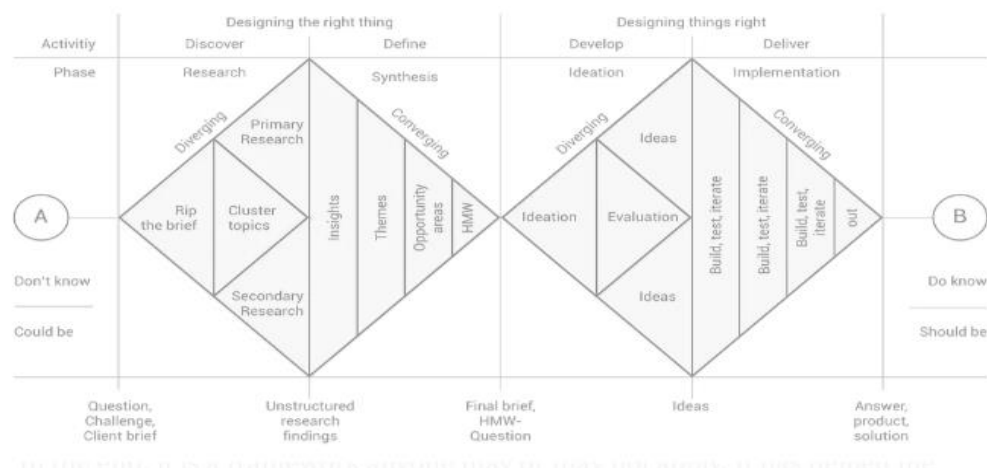 Designing the right thing
Designing things right
Activitiy
Discover
Define
Develop
Deliver
Phase
Research
Synthesis
Ideation
Implementation
Diverging
Converging
Diverging
Converging
Primary
Research
Ideas
A
Rip
the brief
Cluster
topics
Insights
Themes
Opportunity
areas
HMW
Ideation
Evaluation
Build, test, iterate
Build, test, iterate
Build, test,
iterate
out
B
Don't know
Do know
Secondary
Research
Ideas
Could be
Should be
Question,
Challenge,
Client brief
Unstructured
research
findings
Final brief,
HMW-
Question
Ideas
Answer,
product,
solution